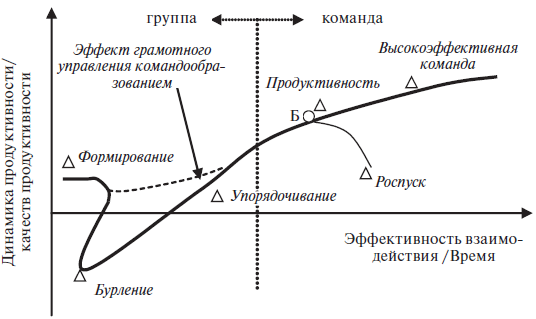 группа
команда
Эффект грамотного
управления командообра-
зованием
Высокоэффективная
команда
Продуктивность
Б
Формирование
Роспуск
Упорядочивание
Бурление
Эффективность взаимо-
действия /Время
Динамика продуктивности/
качеств продуктивности